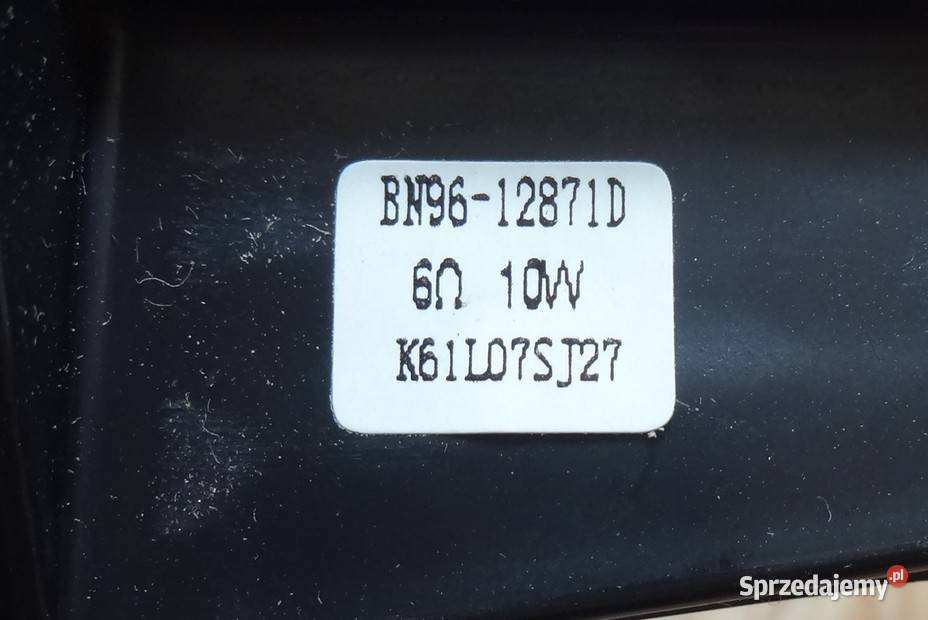 BN96-12871D
6Ω 10W
K61L07SJ27
Sprzedajemy.pl